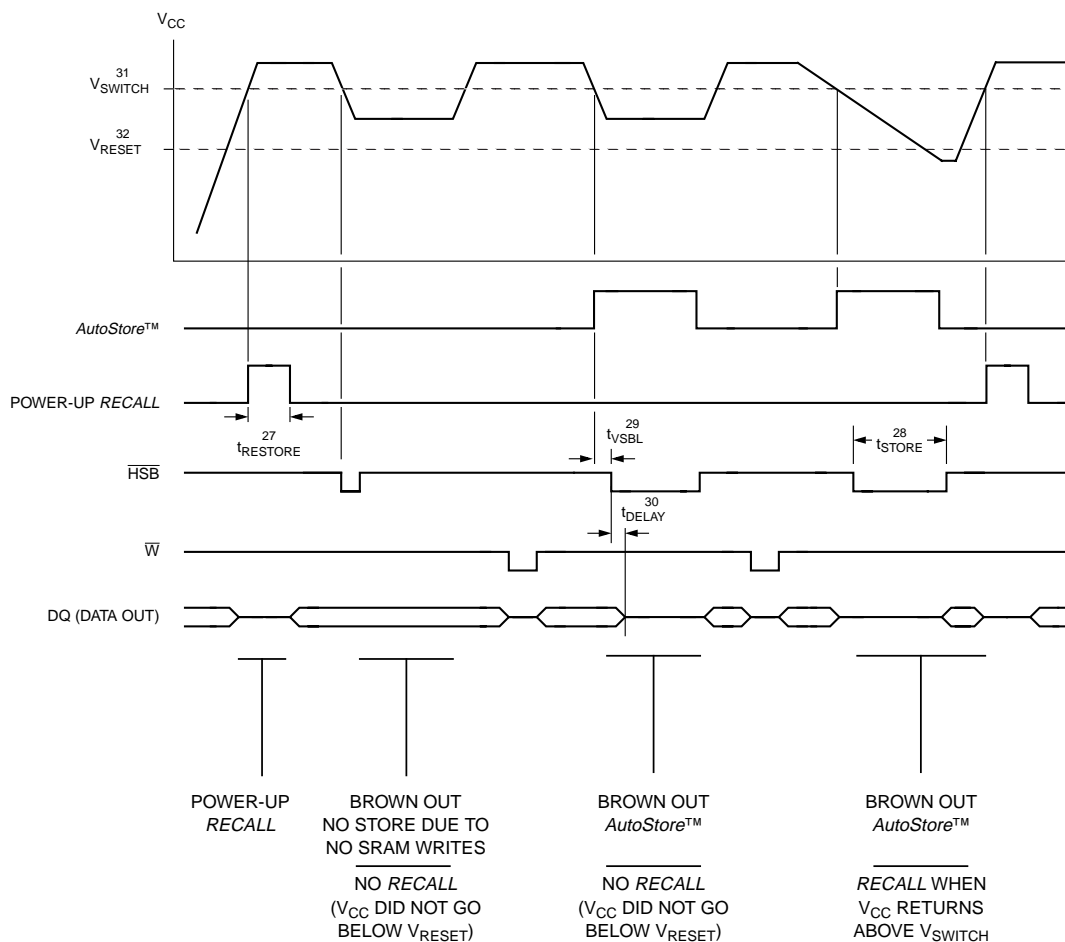 VCC
31
VSWITCH
32
VRESET
AutoStore™
POWER-UP RECALL
27
tRESTORE
29
tVSBL
28
tSTORE
HSB
30
tDELAY
W
DQ (DATA OUT)
POWER-UP
RECALL
BROWN OUT
NO STORE DUE TO
NO SRAM WRITES
NO RECALL
(VCC DID NOT GO
BELOW VRESET)
BROWN OUT
AutoStore™
NO RECALL
(VCC DID NOT GO
BELOW VRESET)
BROWN OUT
AutoStore™
RECALL WHEN
VCC RETURNS
ABOVE VSWITCH